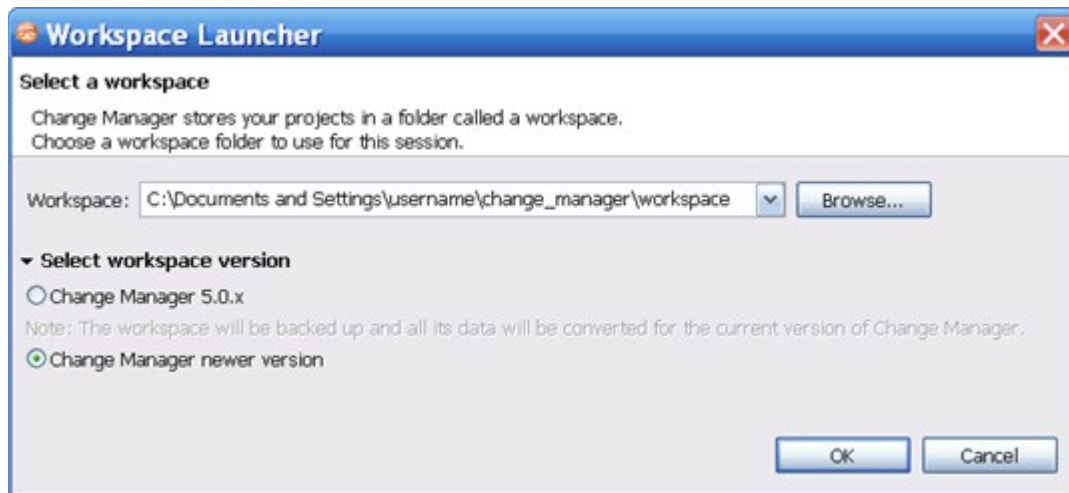 Workspace Launcher
Select a workspace
Change Manager stores your projects in a folder called a workspace.
Choose a workspace folder to use for this session.
Workspace: C:\Documents and Settings\username\change_manager\workspace Browse...
Select workspace version
Change Manager 5.0.x
Note: The workspace will be backed up and all its data will be converted for the current version of Change Manager.
Change Manager newer version
OK Cancel